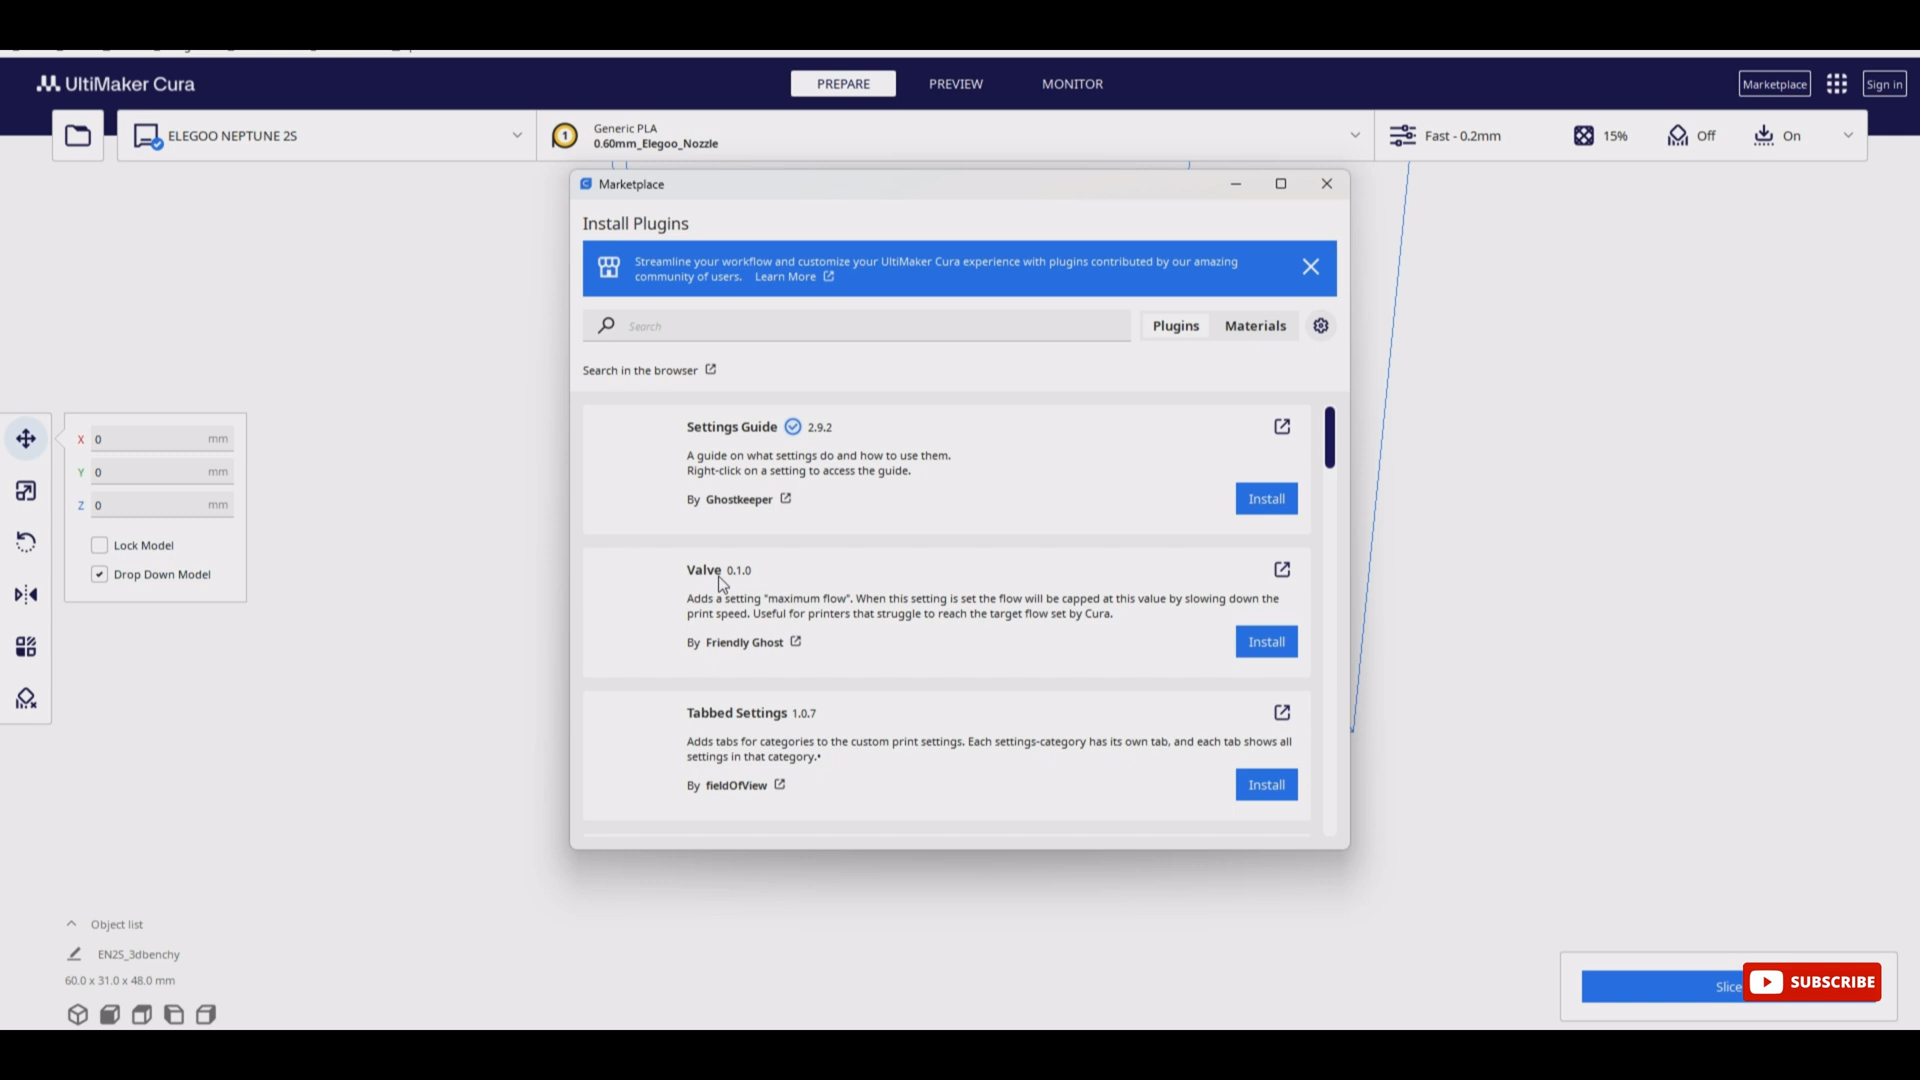 UltiMaker Cura
PREPARE
PREVIEW
MONITOR
Marketplace
Sign in
ELEGOO NEPTUNE 2S
1
Generic PLA
0.60mm_Elegoo_Nozzle
Fast - 0.2mm
15%
Off
On
Marketplace
Install Plugins
Streamline your workflow and customize your UltiMaker Cura experience with plugins contributed by our amazing
community of users. Learn More
Search
Plugins
Materials
Search in the browser
Settings Guide 2.9.2
A guide on what settings do and how to use them.
Right-click on a setting to access the guide.
By Ghostkeeper
Install
Valve 0.1.0
Adds a setting "maximum flow". When this setting is set the flow will be capped at this value by slowing down the
print speed. Useful for printers that struggle to reach the target flow set by Cura.
By Friendly Ghost
Install
Tabbed Settings 1.0.7
Adds tabs for categories to the custom print settings. Each settings-category has its own tab, and each tab shows all
settings in that category.•
By fieldOfView
Install
X 0 mm
Y 0 mm
Z 0 mm
Lock Model
Drop Down Model
Object list
EN2S_3dbenchy
60.0 x 31.0 x 48.0 mm
Slice
SUBSCRIBE